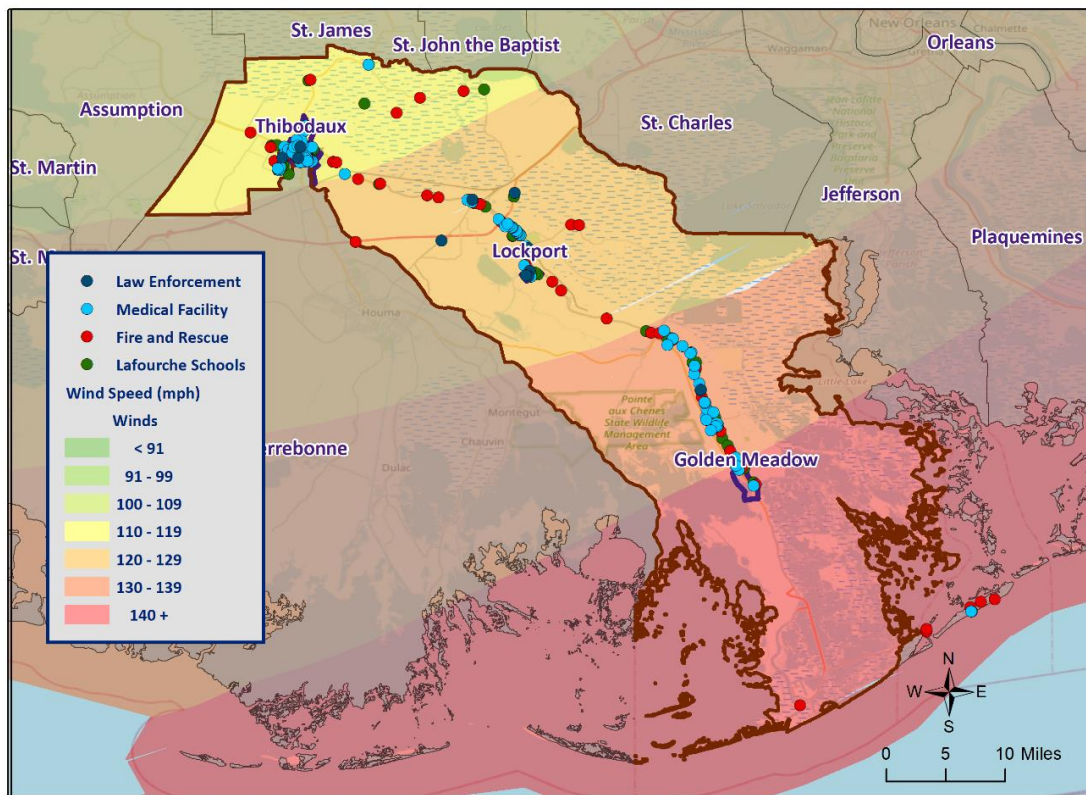 St. James
St. John the Baptist
New Orleans
Chalmette
Orleans
Waggaman
Assumption
Thibodaux
St. Charles
St. Martin
Jefferson
Plaquemines
St. M
Lockport
Law Enforcement
Medical Facility
Fire and Rescue
Lafourche Schools
Wind Speed (mph)
Winds
< 91
91 - 99
100 - 109
110 - 119
120 - 129
130 - 139
140 +
Houma
Little Lake
Montegut
Pointe
aux Chenes
State Wildlife
Management
Area
Chauvin
errebonne
Dulac
Golden Meadow
N
W
E
S
0 5 10 Miles